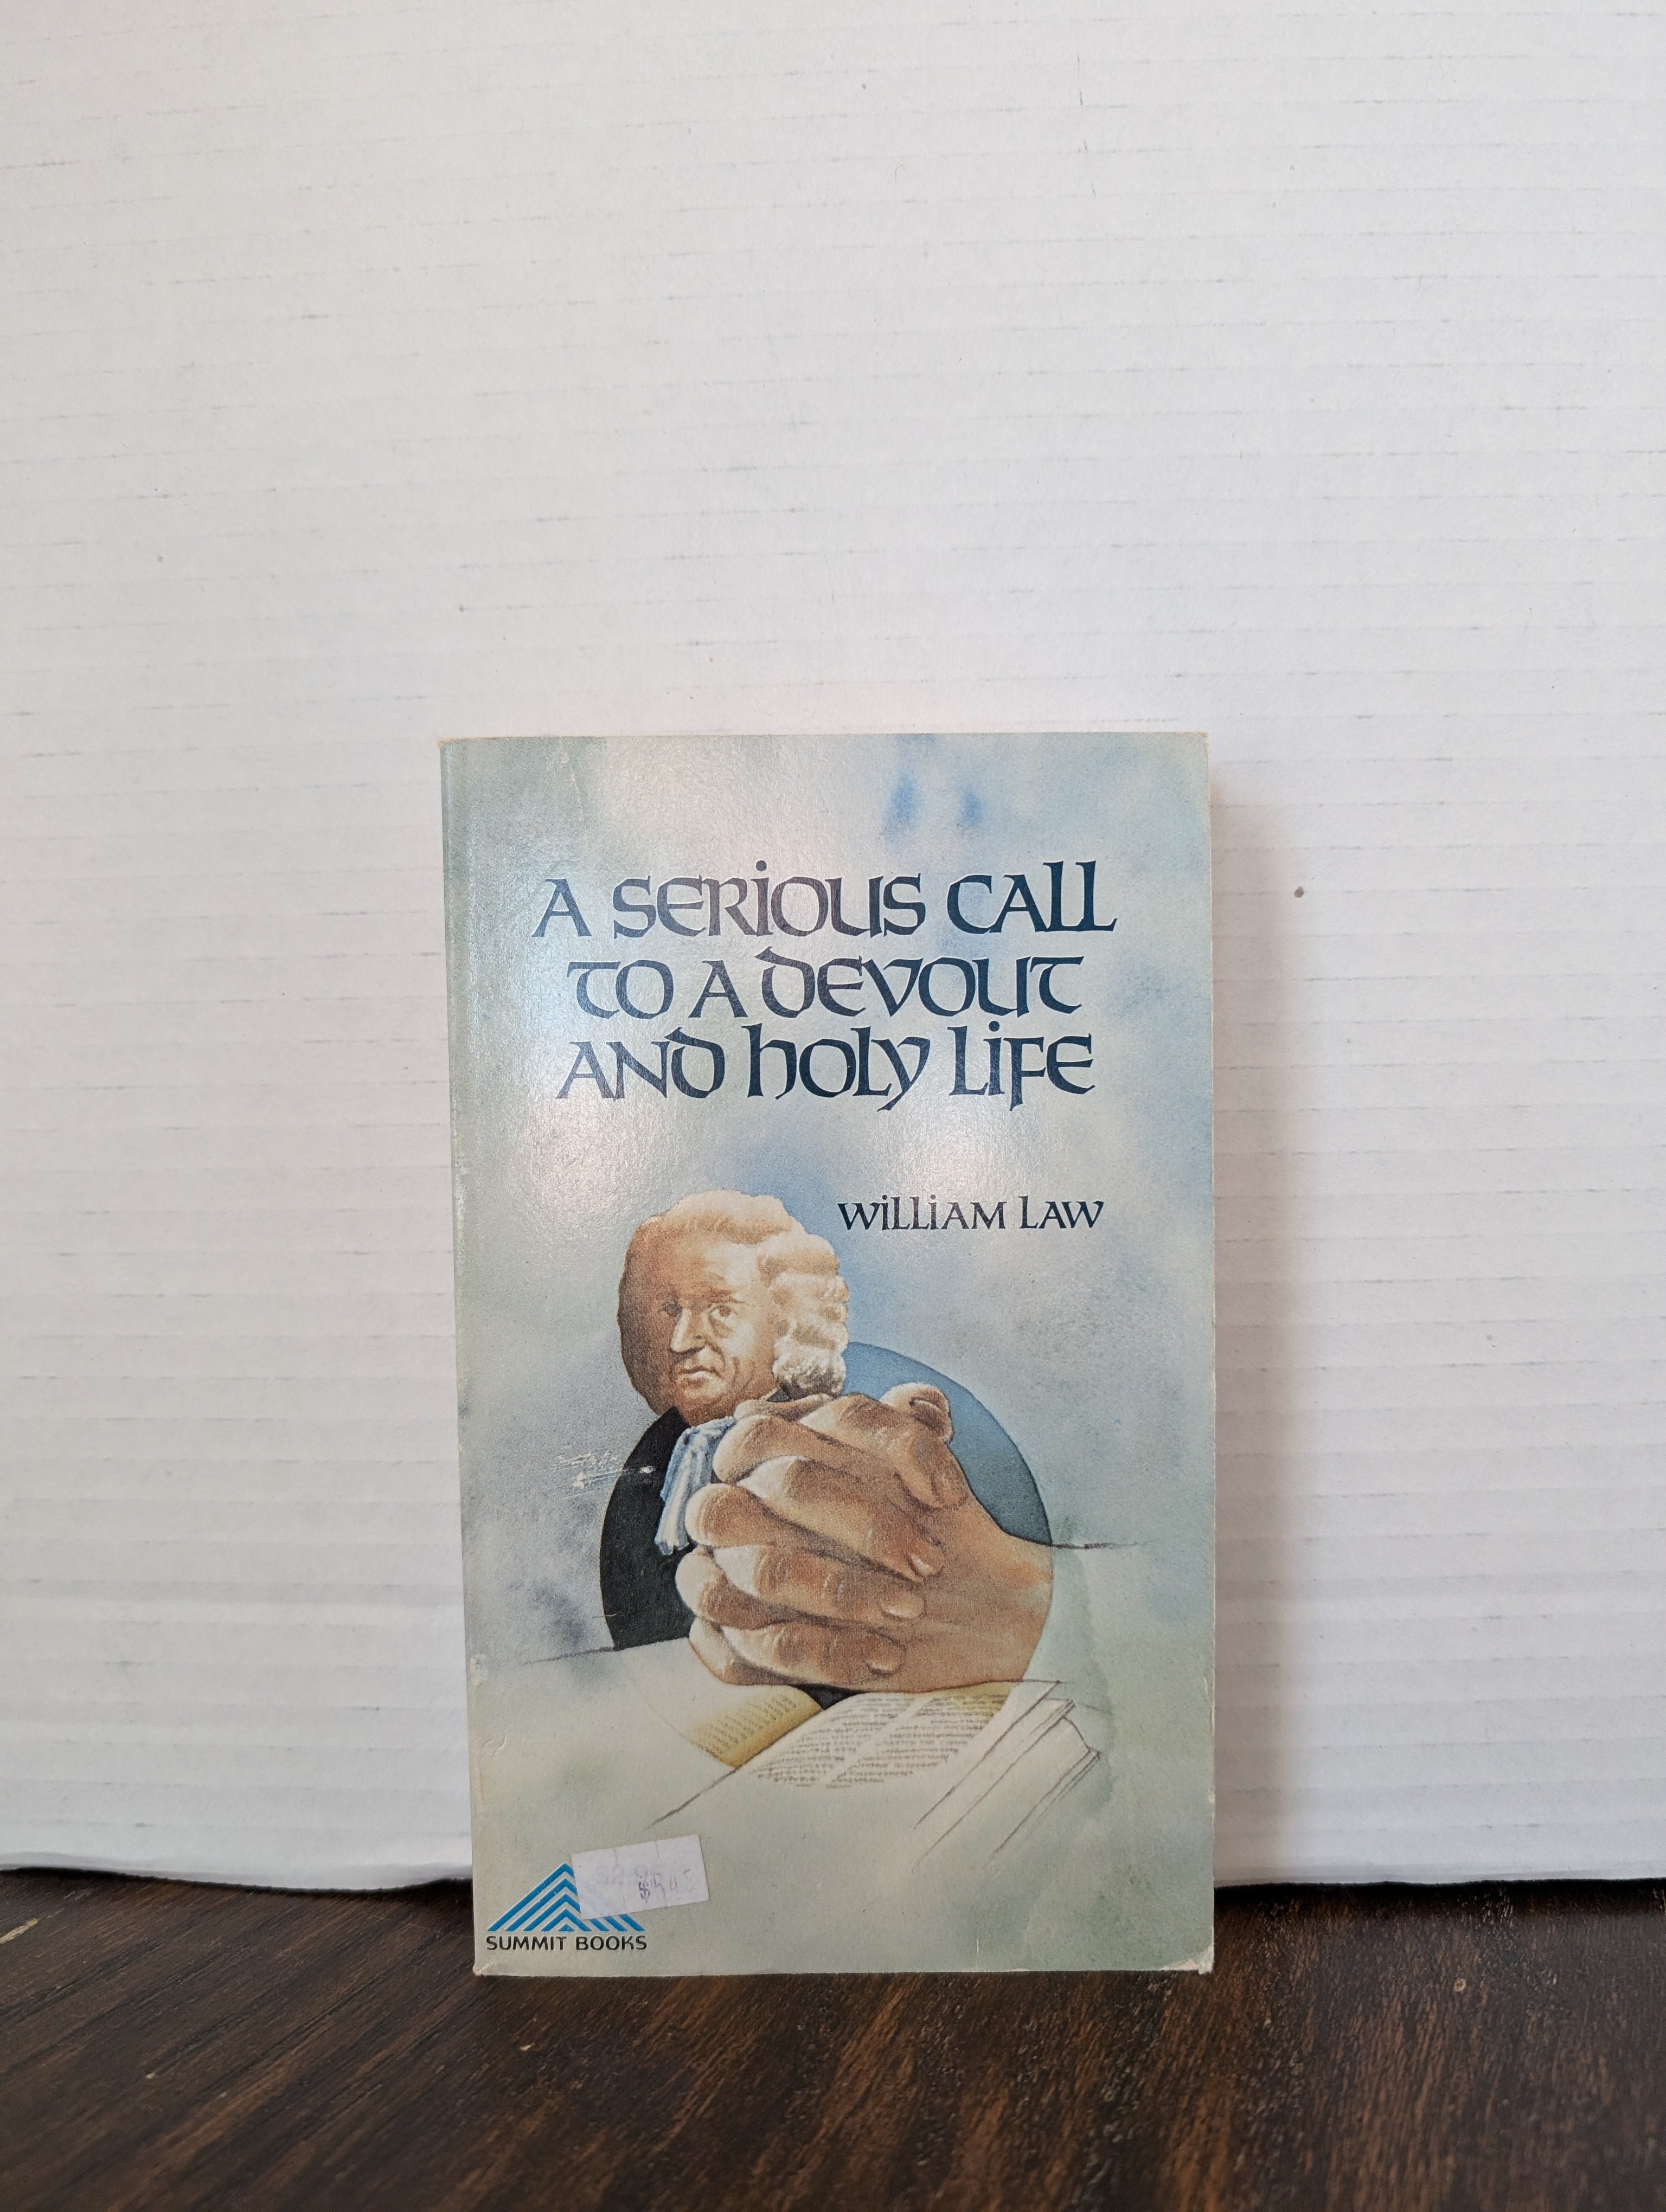 A SERIOUS CALL
TO A DEVOUT
AND HOLY LIFE
WILLIAM LAW
SUMMIT BOOKS